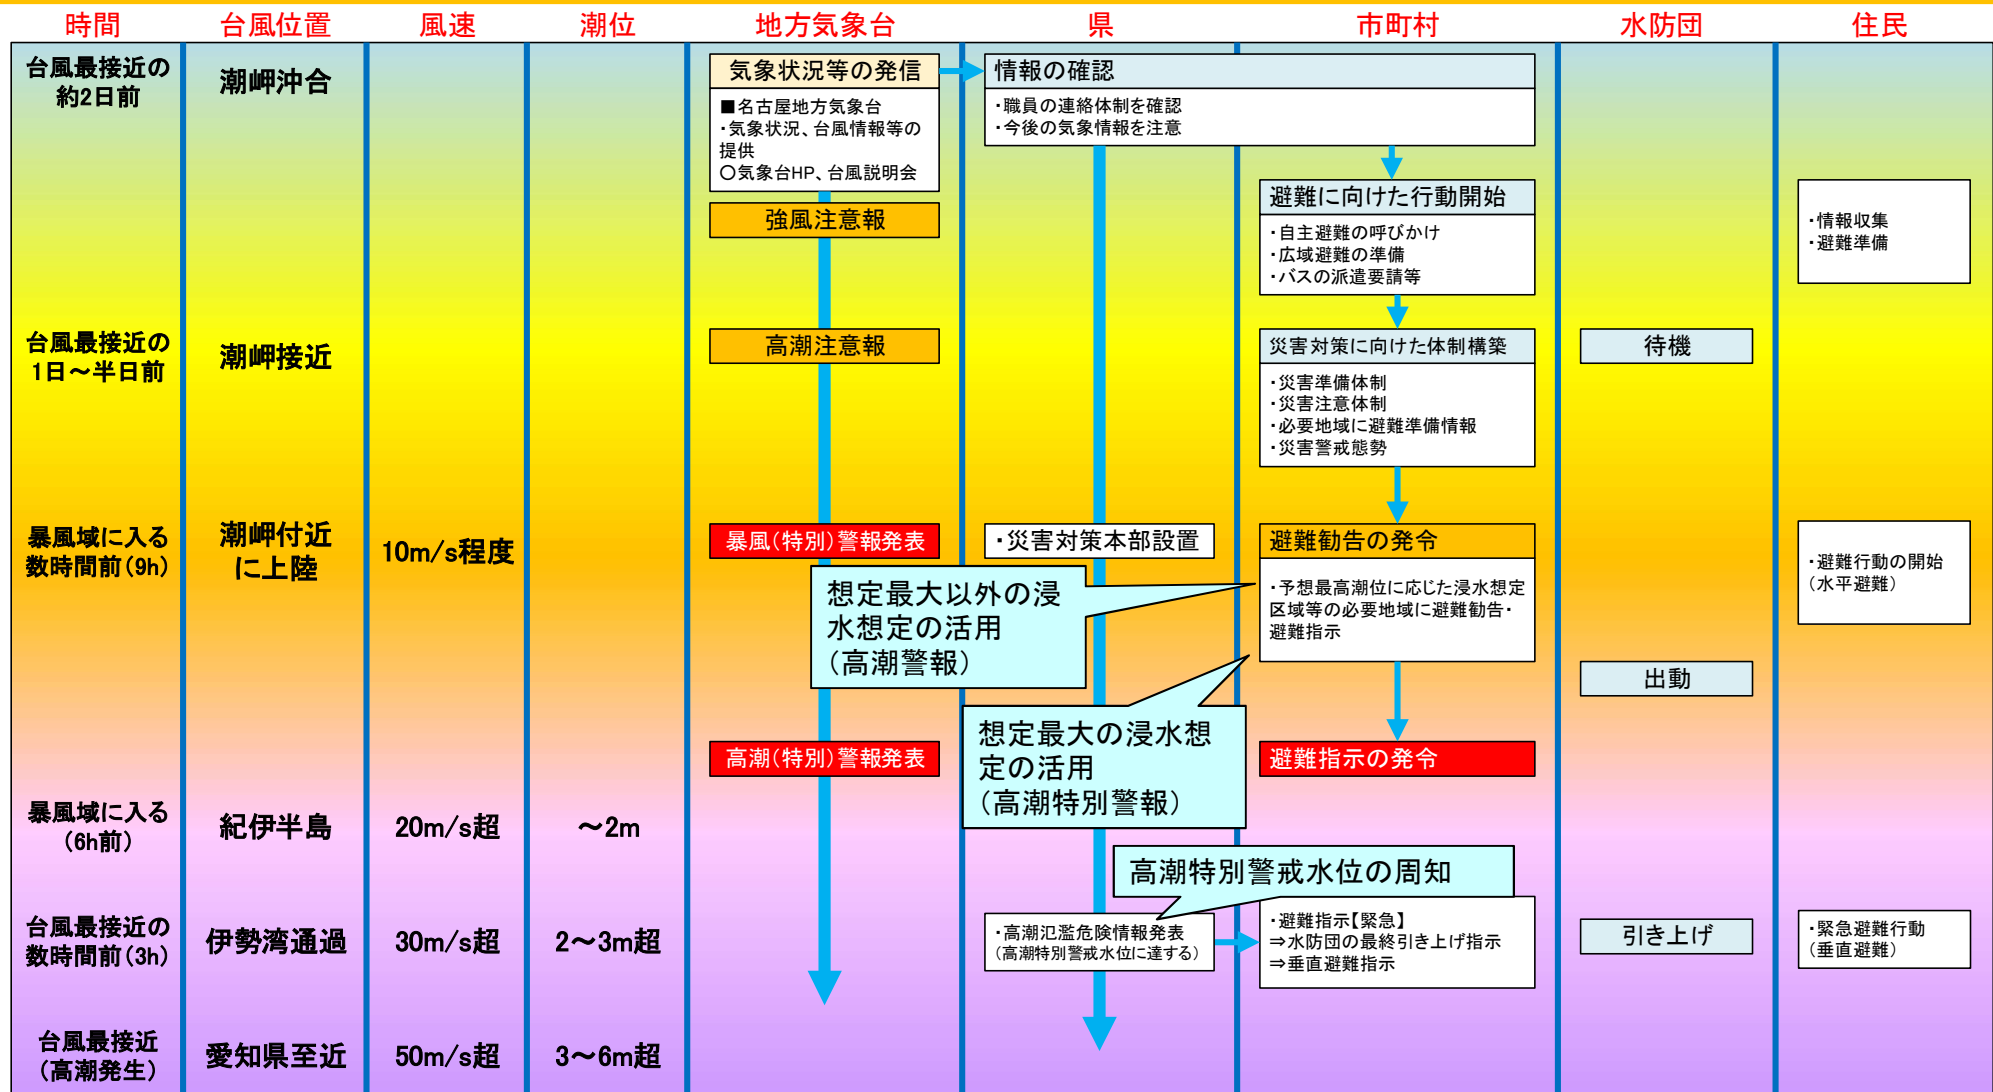 時間
台風位置
風速
潮位
地方気象台
県
市町村
水防団
住民
台風最接近の
約2日前
潮岬沖合
気象状況等の発信
■名古屋地方気象台
・気象状況、台風情報等の
提供
○気象台HP、台風説明会
情報の確認
・職員の連絡体制を確認
・今後の気象情報を注意
強風注意報
避難に向けた行動開始
・自主避難の呼びかけ
・広域避難の準備
・バスの派遣要請等
・情報収集
・避難準備
台風最接近の
1日～半日前
潮岬接近
高潮注意報
災害対策に向けた体制構築
・災害準備体制
・災害注意体制
・必要地域に避難準備情報
・災害警戒態勢
待機
暴風域に入る
数時間前(9h)
潮岬付近
に上陸
10m/s程度
暴風(特別)警報発表
・災害対策本部設置
避難勧告の発令
・予想最高潮位に応じた浸水想定
区域等の必要地域に避難勧告・
避難指示
・避難行動の開始
(水平避難)
想定最大以外の浸
水想定の活用
(高潮警報)
出動
想定最大の浸水想
定の活用
(高潮特別警報)
高潮(特別)警報発表
避難指示の発令
暴風域に入る
(6h前)
紀伊半島
20m/s超
～2m
高潮特別警戒水位の周知
台風最接近の
数時間前(3h)
伊勢湾通過
30m/s超
2～3m超
・高潮氾濫危険情報発表
(高潮特別警戒水位に達する)
・避難指示【緊急】
⇒水防団の最終引き上げ指示
⇒垂直避難指示
引き上げ
・緊急避難行動
(垂直避難)
台風最接近
(高潮発生)
愛知県至近
50m/s超
3～6m超